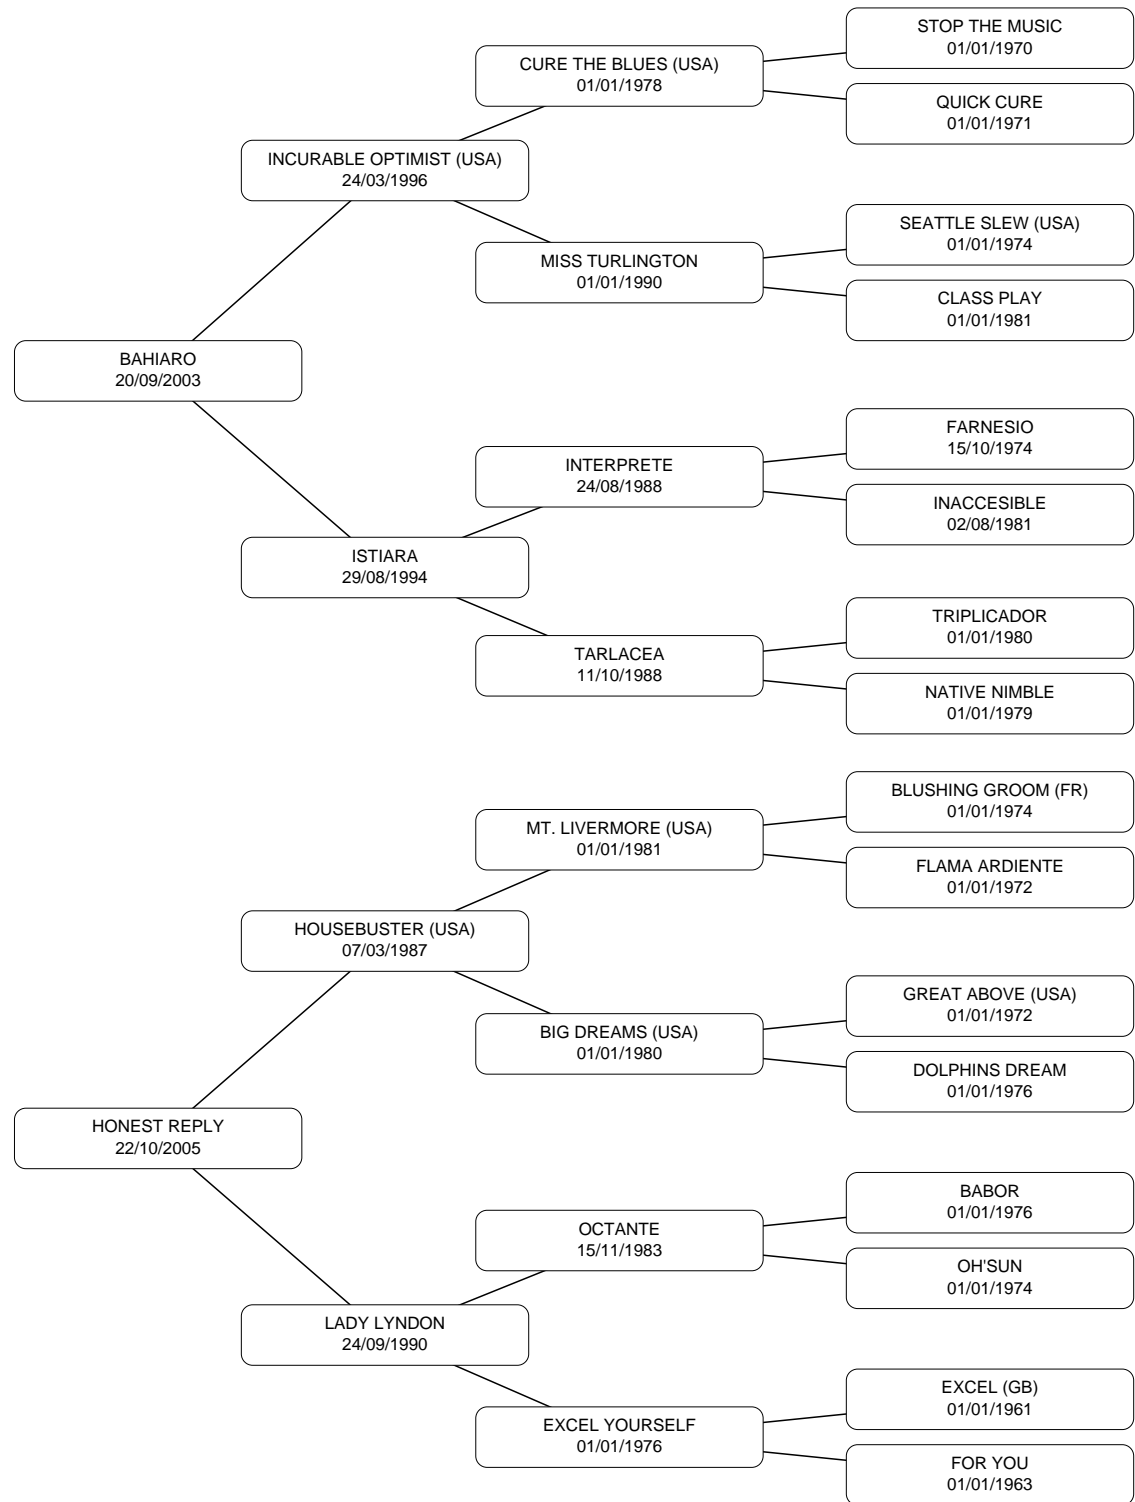 STOP THE MUSIC
01/01/1970
CURE THE BLUES (USA)
01/01/1978
QUICK CURE
01/01/1971
INCURABLE OPTIMIST (USA)
24/03/1996
SEATTLE SLEW (USA)
01/01/1974
MISS TURLINGTON
01/01/1990
CLASS PLAY
01/01/1981
BAHIARO
20/09/2003
FARNESIO
15/10/1974
INTERPRETE
24/08/1988
INACCESIBLE
02/08/1981
ISTIARA
29/08/1994
TRIPLICADOR
01/01/1980
TARLACEA
11/10/1988
NATIVE NIMBLE
01/01/1979
BLUSHING GROOM (FR)
01/01/1974
MT. LIVERMORE (USA)
01/01/1981
FLAMA ARDIENTE
01/01/1972
HOUSEBUSTER (USA)
07/03/1987
GREAT ABOVE (USA)
01/01/1972
BIG DREAMS (USA)
01/01/1980
DOLPHINS DREAM
01/01/1976
HONEST REPLY
22/10/2005
BABOR
01/01/1976
OCTANTE
15/11/1983
OH'SUN
01/01/1974
LADY LYNDON
24/09/1990
EXCEL (GB)
01/01/1961
EXCEL YOURSELF
01/01/1976
FOR YOU
01/01/1963